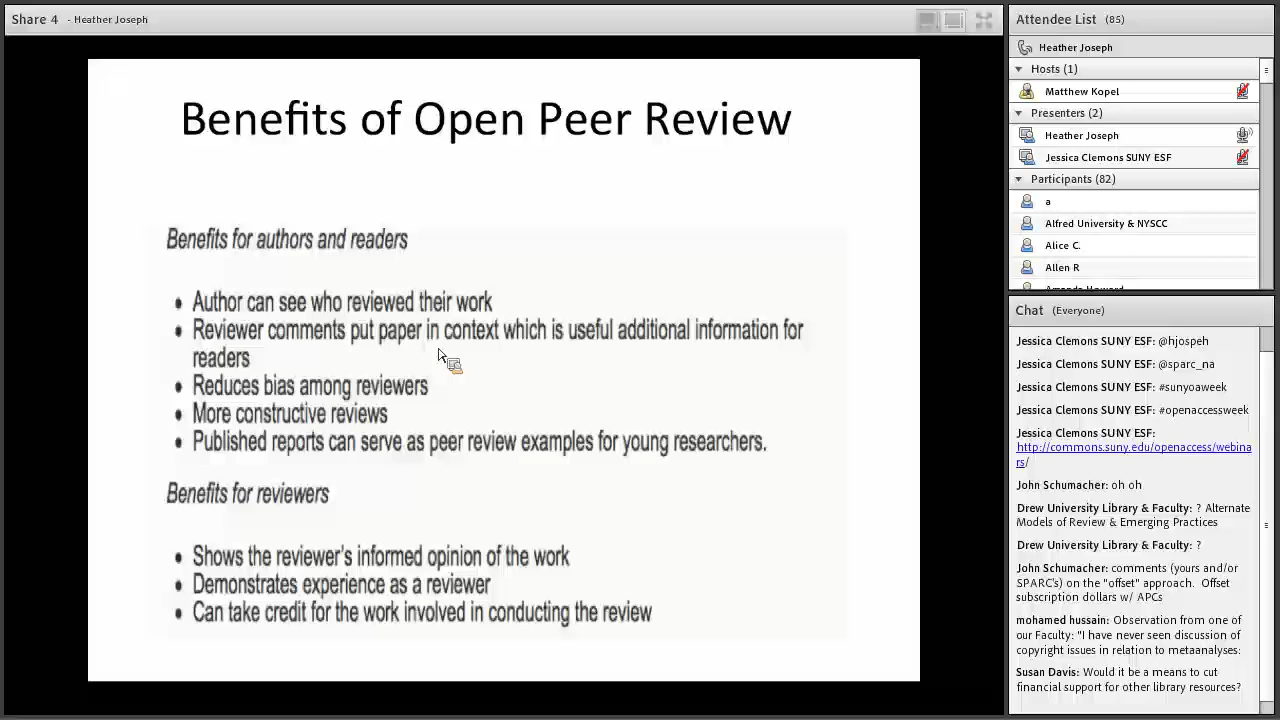 Share 4 - Heather Joseph
Benefits of Open Peer Review
Benefits for authors and readers
• Author can see who reviewed their work
• Reviewer comments put paper in context which is useful additional information for
readers
• Reduces bias among reviewers
• More constructive reviews
• Published reports can serve as peer review examples for young researchers.
Benefits for reviewers
• Shows the reviewer's informed opinion of the work
• Demonstrates experience as a reviewer
• Can take credit for the work involved in conducting the review
Attendee List (85)
Heather Joseph
Hosts (1)
Matthew Kopel
Presenters (2)
Heather Joseph
Jessica Clemons SUNY ESF
Participants (82)
a
Alfred University & NYSCC
Alice C.
Allen R
Chat (Everyone)
Jessica Clemons SUNY ESF: @hjospeh
Jessica Clemons SUNY ESF: @sparc_na
Jessica Clemons SUNY ESF: #sunyoaweek
Jessica Clemons SUNY ESF: #openaccessweek
Jessica Clemons SUNY ESF:
http://commons.suny.edu/openaccess/webina
rs/
John Schumacher: oh oh
Drew University Library & Faculty: ? Alternate
Models of Review & Emerging Practices
Drew University Library & Faculty: ?
John Schumacher: comments (yours and/or
SPARC's) on the "offset" approach. Offset
subscription dollars w/ APCs
mohamed hussain: Observation from one of
our Faculty: "I have never seen discussion of
copyright issues in relation to metaanalyses:
Susan Davis: Would it be a means to cut
financial support for other library resources?